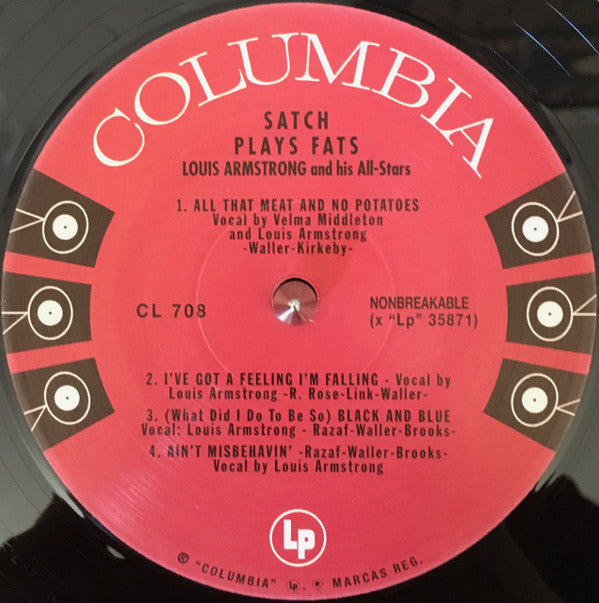 COLUMBIA
SATCH
PLAYS FATS
LOUIS ARMSTRONG and his All-Stars
1. ALL THAT MEAT AND NO POTATOES
Vocal by Velma Middleton
and Louis Armstrong
-Waller-Kirkeby-
CL 708
NONBREAKABLE
(x "Lp" 35871)
2. I'VE GOT A FEELING I'M FALLING - Vocal by
Louis Armstrong -R. Rose-Link-Waller-
3. (What Did I Do To Be So) BLACK AND BLUE
Vocal: Louis Armstrong - Razaf-Waller-Brooks-
4. AIN'T MISBEHAVIN' -Razaf-Waller-Brooks-
Vocal by Louis Armstrong
Lp
® "COLUMBIA" Lp, MARCAS REG.